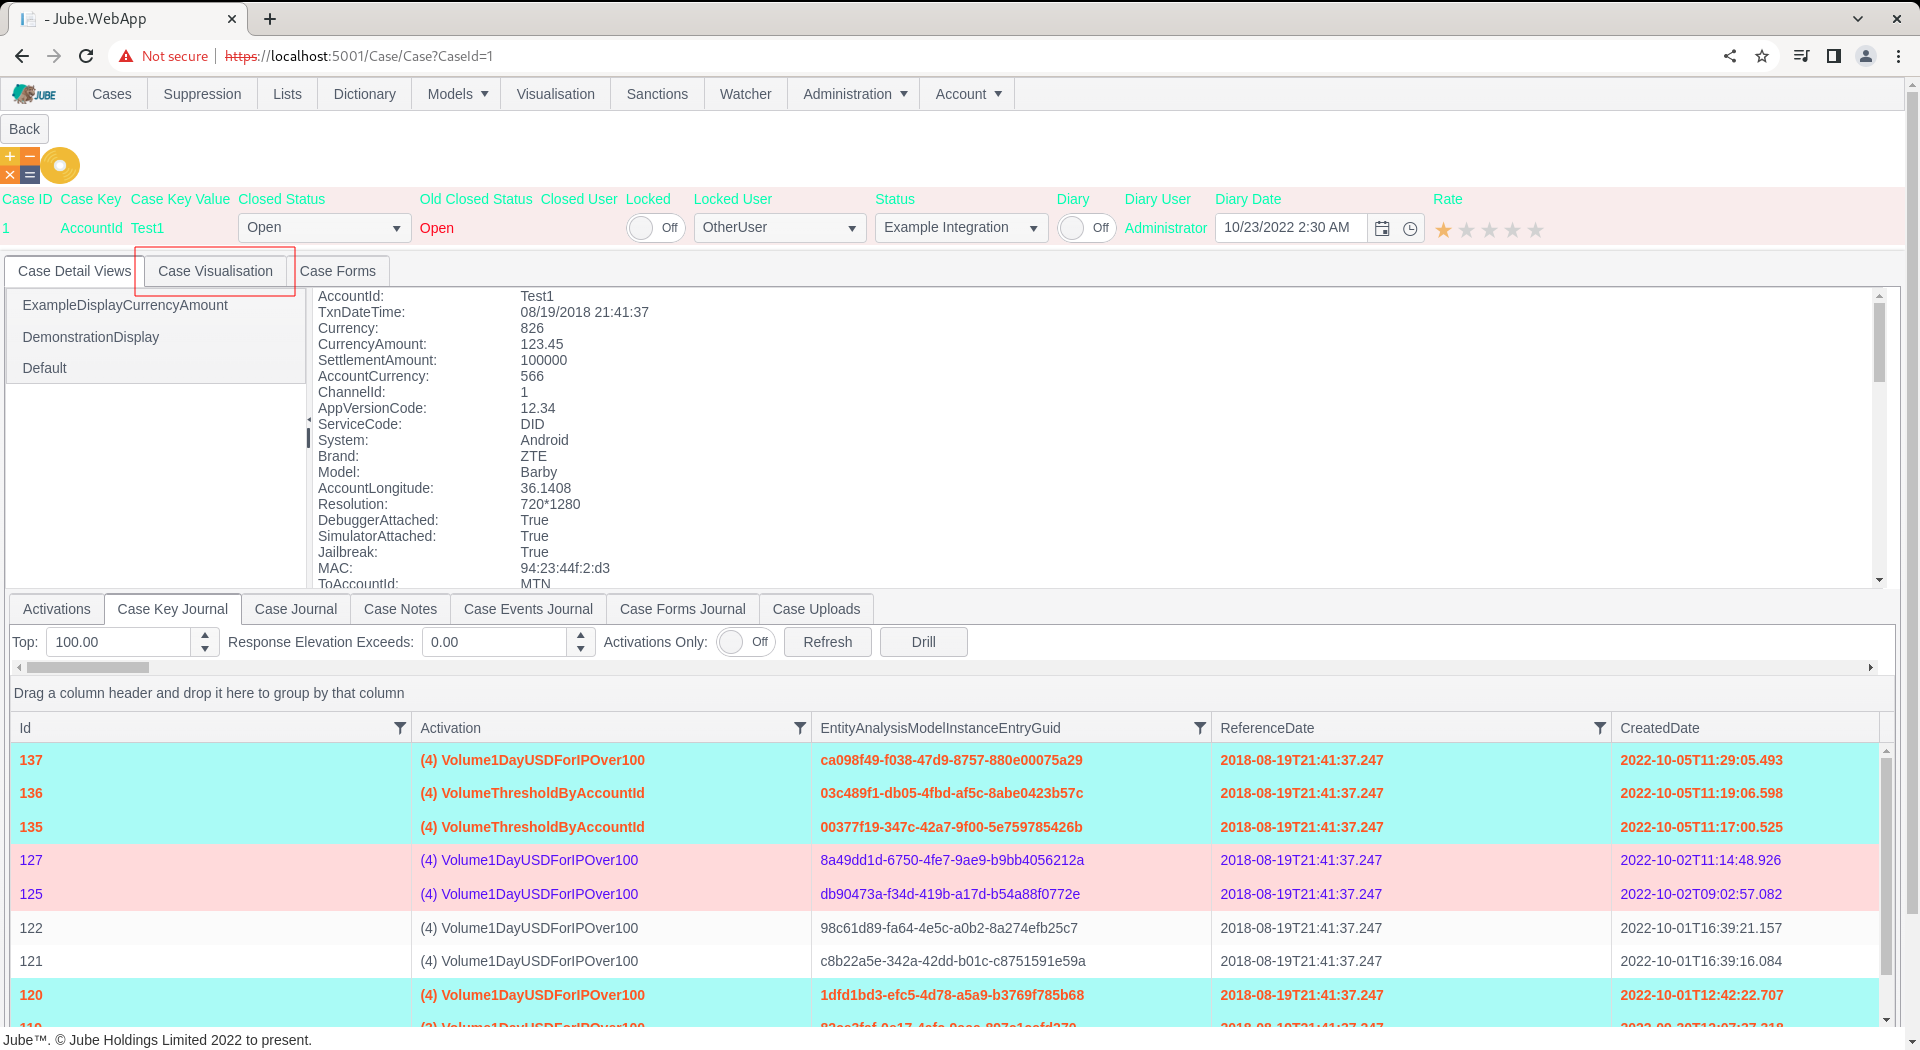 - Jube.WebApp
Not secure https://localhost:5001/Case/Case?CaseId=1
JUBE Cases Suppression Lists Dictionary Models Visualisation Sanctions Watcher Administration Account
Back
Case ID Case Key Case Key Value Closed Status Old Closed Status Closed User Locked Locked User Status Diary Diary User Diary Date Rate
1 AccountId Test1 Open Open Off OtherUser Example Integration Off Administrator 10/23/2022 2:30 AM
Case Detail Views Case Visualisation Case Forms
ExampleDisplayCurrencyAmount
DemonstrationDisplay
Default
AccountId: Test1
TxnDateTime: 08/19/2018 21:41:37
Currency: 826
CurrencyAmount: 123.45
SettlementAmount: 100000
AccountCurrency: 566
ChannelId: 1
AppVersionCode: 12.34
ServiceCode: DID
System: Android
Brand: ZTE
Model: Barby
AccountLongitude: 36.1408
Resolution: 720*1280
DebuggerAttached: True
SimulatorAttached: True
Jailbreak: True
MAC: 94:23:44f:2:d3
ToAccountId: MTN
Activations Case Key Journal Case Journal Case Notes Case Events Journal Case Forms Journal Case Uploads
Top: 100.00 Response Elevation Exceeds: 0.00 Activations Only: Off Refresh Drill
Drag a column header and drop it here to group by that column
Id Activation EntityAnalysisModelInstanceEntryGuid ReferenceDate CreatedDate
137 (4) Volume1DayUSDForIPOver100 ca098f49-f038-47d9-8757-880e00075a29 2018-08-19T21:41:37.247 2022-10-05T11:29:05.493
136 (4) VolumeThresholdByAccountId 03c489f1-db05-4fbd-af5c-8abe0423b57c 2018-08-19T21:41:37.247 2022-10-05T11:19:06.598
135 (4) VolumeThresholdByAccountId 00377f19-347c-42a7-9f00-5e759785426b 2018-08-19T21:41:37.247 2022-10-05T11:17:00.525
127 (4) Volume1DayUSDForIPOver100 8a49dd1d-6750-4fe7-9ae9-b9bb4056212a 2018-08-19T21:41:37.247 2022-10-02T11:14:48.926
125 (4) Volume1DayUSDForIPOver100 db90473a-f34d-419b-a17d-b54a88f0772e 2018-08-19T21:41:37.247 2022-10-02T09:02:57.082
122 (4) Volume1DayUSDForIPOver100 98c61d89-fa64-4e5c-a0b2-8a274efb25c7 2018-08-19T21:41:37.247 2022-10-01T16:39:21.157
121 (4) Volume1DayUSDForIPOver100 c8b22a5e-342a-42dd-b01c-c8751591e59a 2018-08-19T21:41:37.247 2022-10-01T16:39:16.084
120 (4) Volume1DayUSDForIPOver100 1dfd1bd3-efc5-4d78-a5a9-b3769f785b68 2018-08-19T21:41:37.247 2022-10-01T12:42:22.707
Jube™. © Jube Holdings Limited 2022 to present.